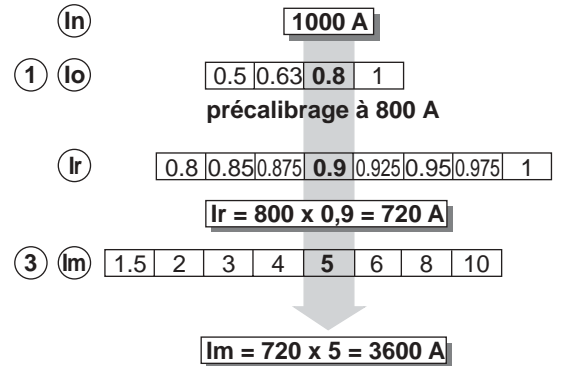 In 1000 A
1 Io 0.5 0.63 0.8 1
précalibrage à 800 A
Ir 0.8 0.85 0.875 0.9 0.925 0.95 0.975 1
Ir = 800 x 0,9 = 720 A
3 Im 1.5 2 3 4 5 6 8 10
Im = 720 x 5 = 3600 A